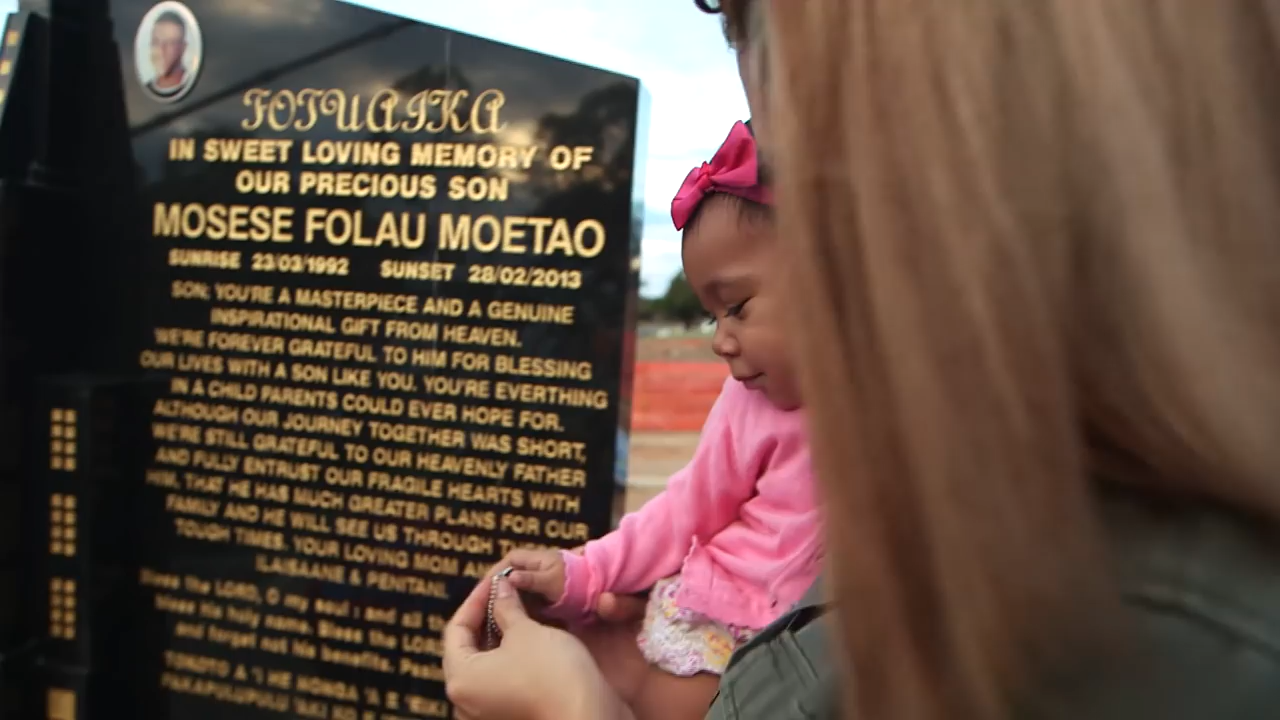 FOTUAIKA
IN SWEET LOVING MEMORY OF
OUR PRECIOUS SON
MOSESE FOLAU MOETAO
SUNRISE 23/03/1992 SUNSET 28/02/2013
SON: YOU'RE A MASTERPIECE AND A GENUINE
INSPIRATIONAL GIFT FROM HEAVEN.
WE'RE FOREVER GRATEFUL TO HIM FOR BLESSING
OUR LIVES WITH A SON LIKE YOU. YOU'RE EVERYTHING
IN A CHILD PARENTS COULD EVER HOPE FOR.
ALTHOUGH OUR JOURNEY TOGETHER WAS SHORT,
WE'RE STILL GRATEFUL TO OUR HEAVENLY FATHER
AND FULLY ENTRUST OUR FRAGILE HEARTS WITH
HIM, THAT HE HAS MUCH GREATER PLANS FOR OUR
FAMILY AND HE WILL SEE US THROUGH
TOUGH TIMES. YOUR LOVING MOM
ILAISAANE & PENITANI.
Bless the LORD, O my soul: and all
bless his holy name. Bless the LORD
and forget not his benefits.